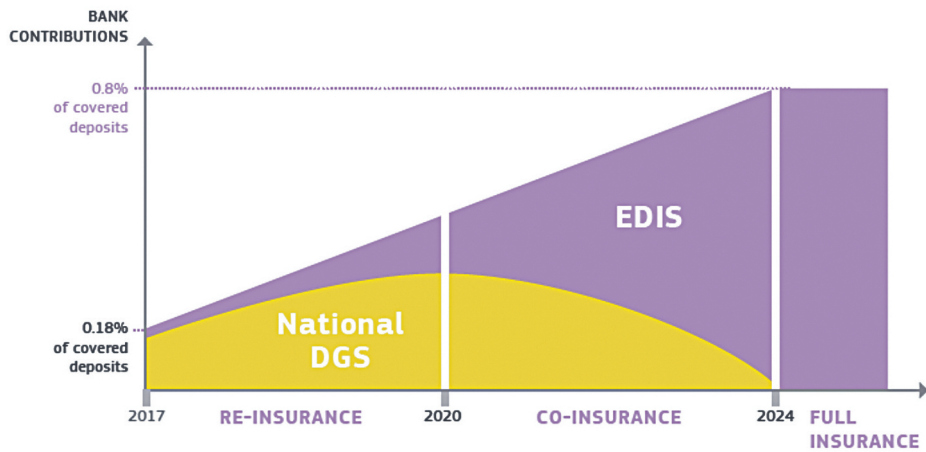 BANK
CONTRIBUTIONS
0.8%
of covered
deposits
EDIS
National
DGS
0.18%
of covered
deposits
2017
RE-INSURANCE
2020
CO-INSURANCE
2024
FULL
INSURANCE